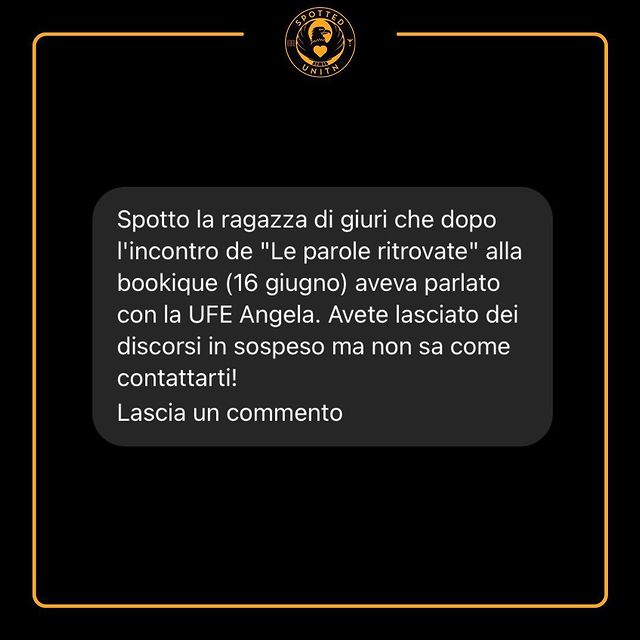 SPOTTED
UNITN
Spotto la ragazza di giuri che dopo
l'incontro de "Le parole ritrovate" alla
bookique (16 giugno) aveva parlato
con la UFE Angela. Avete lasciato dei
discorsi in sospeso ma non sa come
contattarti!
Lascia un commento